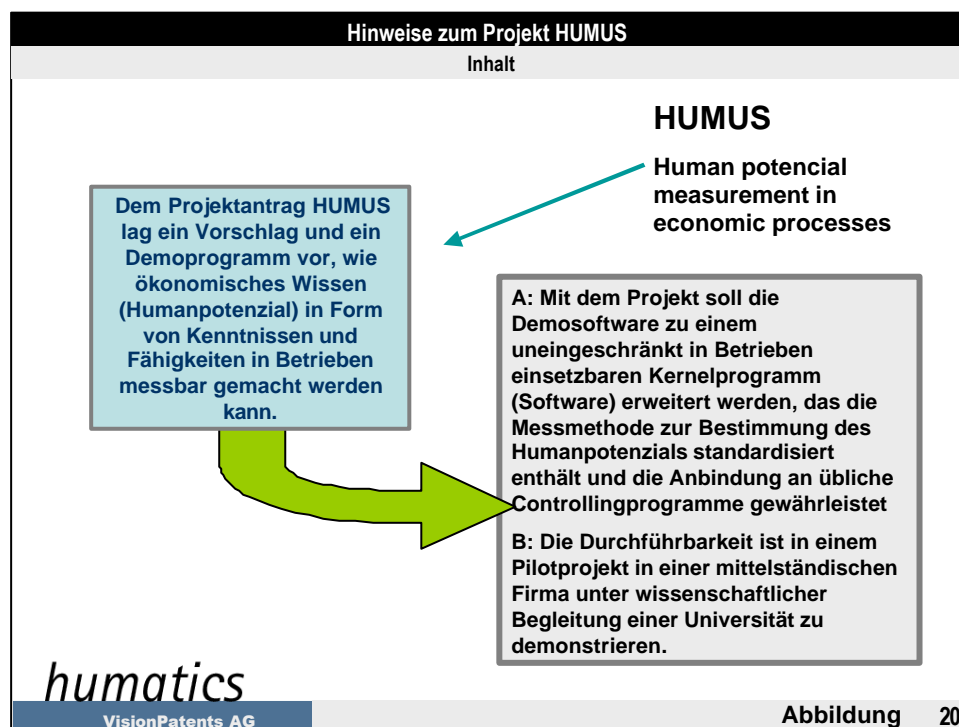 Hinweise zum Projekt HUMUS
Inhalt
HUMUS
Human potencial
measurement in
economic processes
Dem Projektantrag HUMUS
lag ein Vorschlag und ein
Demoprogramm vor, wie
ökonomisches Wissen
(Humanpotenzial) in Form
von Kenntnissen und
Fähigkeiten in Betrieben
messbar gemacht werden
kann.
A: Mit dem Projekt soll die
Demosoftware zu einem
uneingeschränkt in Betrieben
einsetzbaren Kernelprogramm
(Software) erweitert werden, das die
Messmethode zur Bestimmung des
Humanpotenzials standardisiert
enthält und die Anbindung an übliche
Controllingprogramme gewährleistet
B: Die Durchführbarkeit ist in einem
Pilotprojekt in einer mittelständischen
Firma unter wissenschaftlicher
Begleitung einer Universität zu
demonstrieren.
humatics
VisionPatents AG
Abbildung 20